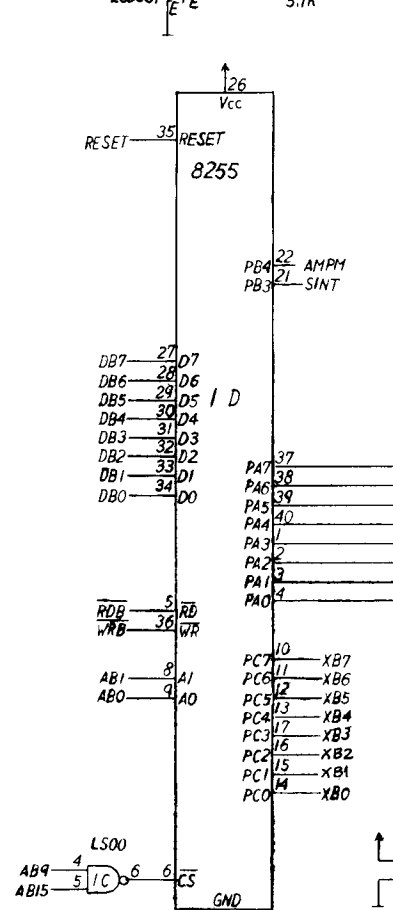 E
E
5.1K
26
Vcc
RESET 35 RESET
8255
PB4 22 AMPM
PB3 21 SINT
DB7 27 D7
DB6 28 D6
DB5 29 D5
DB4 30 D4
DB3 31 D3
DB2 32 D2
DB1 33 D1
DB0 34 D0
1D
PA7 37
PA6 38
PA5 39
PA4 40
PA3 1
PA2 2
PA1 3
PA0 4
RDB 5 RD
WRB 36 WR
AB1 8 A1
AB0 9 A0
PC7 10 XB7
PC6 11 XB6
PC5 12 XB5
PC4 13 XB4
PC3 17 XB3
PC2 16 XB2
PC1 15 XB1
PC0 14 XB0
LS00
AB9 4
AB15 5
1C 6 6 CS
GND